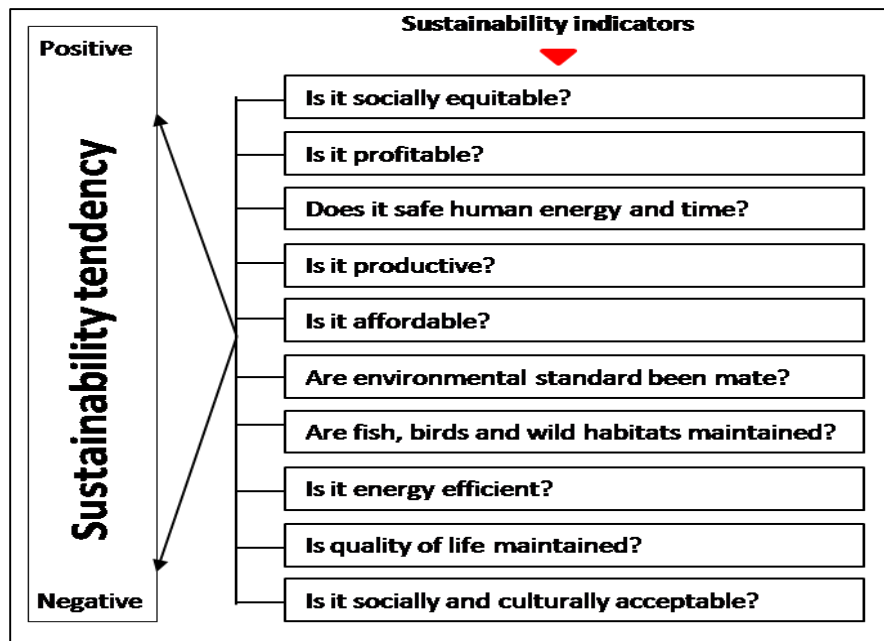 Sustainability indicators
Positive
Sustainability tendency
Negative
Is it socially equitable?
Is it profitable?
Does it safe human energy and time?
Is it productive?
Is it affordable?
Are environmental standard been mate?
Are fish, birds and wild habitats maintained?
Is it energy efficient?
Is quality of life maintained?
Is it socially and culturally acceptable?